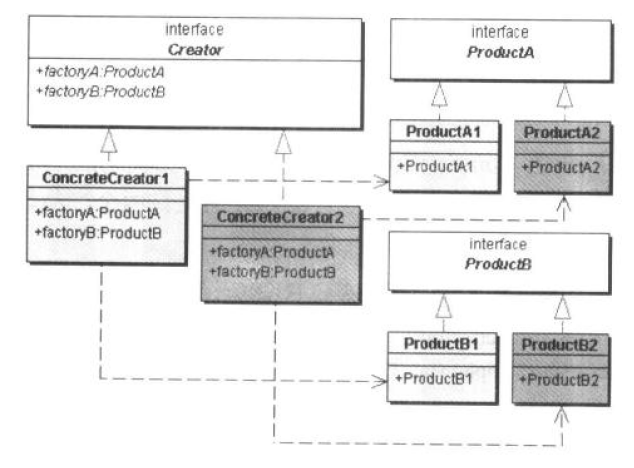 interface
Creator
+factoryA:ProductA
+factoryB:ProductB
interface
ProductA
ProductA1
+ProductA1
ProductA2
+ProductA2
ConcreteCreator1
+factoryA:ProductA
+factoryB:ProductB
ConcreteCreator2
+factoryA:ProductA
+factoryB:ProductB
interface
ProductB
ProductB1
+ProductB1
ProductB2
+ProductB2